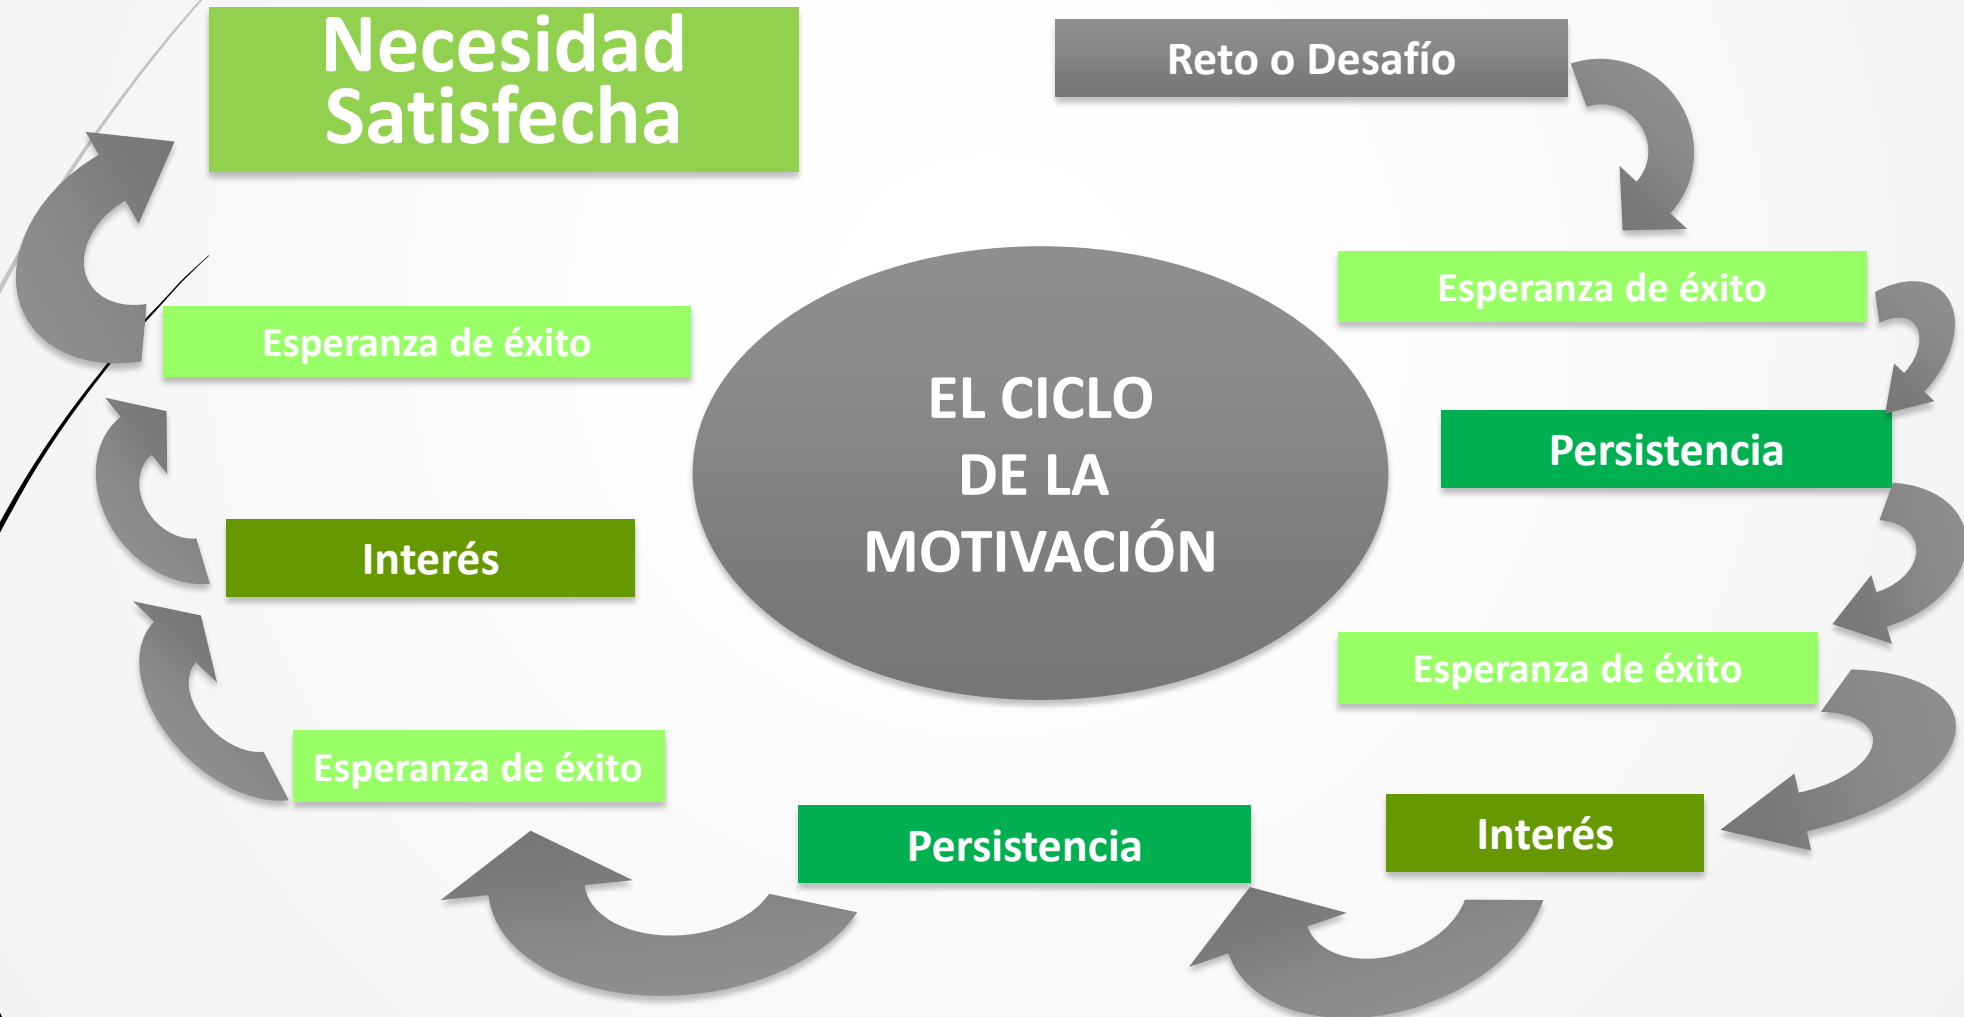 Necesidad
Satisfecha
Reto o Desafío
Esperanza de éxito
Esperanza de éxito
EL CICLO
DE LA
MOTIVACIÓN
Persistencia
Interés
Esperanza de éxito
Esperanza de éxito
Persistencia
Interés